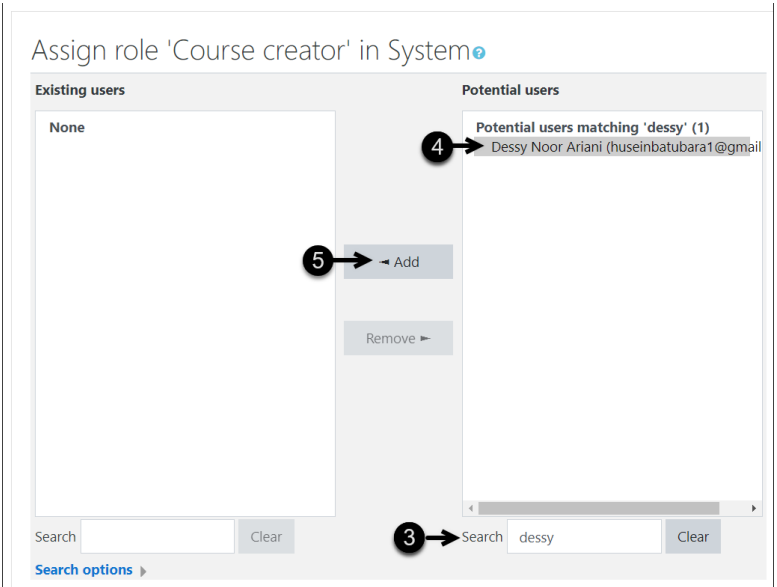 Assign role 'Course creator' in System
Existing users
Potential users
None
Potential users matching 'dessy' (1)
4
Dessy Noor Ariani (huseinbatubara1@gmail
5
Add
Remove
Search
Clear
3
Search
dessy
Clear
Search options